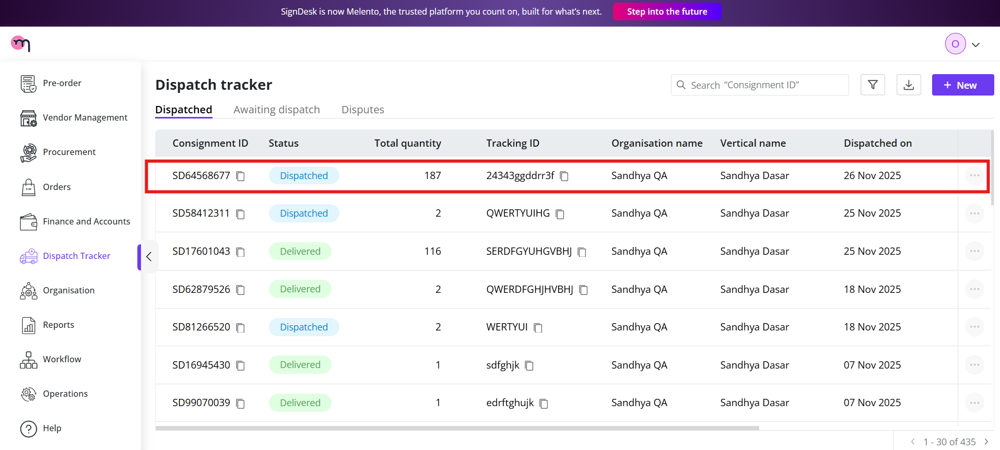 SignDesk is now Melento, the trusted platform you count on, built for what's next. Step into the future
O
Pre-order
Vendor Management
Procurement
Orders
Finance and Accounts
Dispatch Tracker
Organisation
Reports
Workflow
Operations
Help
Dispatch tracker
Search “Consignment ID”
+ New
Dispatched Awaiting dispatch Disputes
Consignment ID Status Total quantity Tracking ID Organisation name Vertical name Dispatched on
SD64568677 Dispatched 187 24343ggddrr3f Sandhya QA Sandhya Dasar 26 Nov 2025
SD58412311 Dispatched 2 QWERTYUIHG Sandhya QA Sandhya Dasar 25 Nov 2025
SD17601043 Delivered 116 SERDFGYUHGVBHJ Sandhya QA Sandhya Dasar 25 Nov 2025
SD62879526 Delivered 2 QWERDFGHJHVBHJ Sandhya QA Sandhya Dasar 18 Nov 2025
SD81266520 Dispatched 2 WERTYUI Sandhya QA Sandhya Dasar 18 Nov 2025
SD16945430 Delivered 1 sdfghjk Sandhya QA Sandhya Dasar 07 Nov 2025
SD99070039 Delivered 1 edrftghujk Sandhya QA Sandhya Dasar 07 Nov 2025
1 - 30 of 435